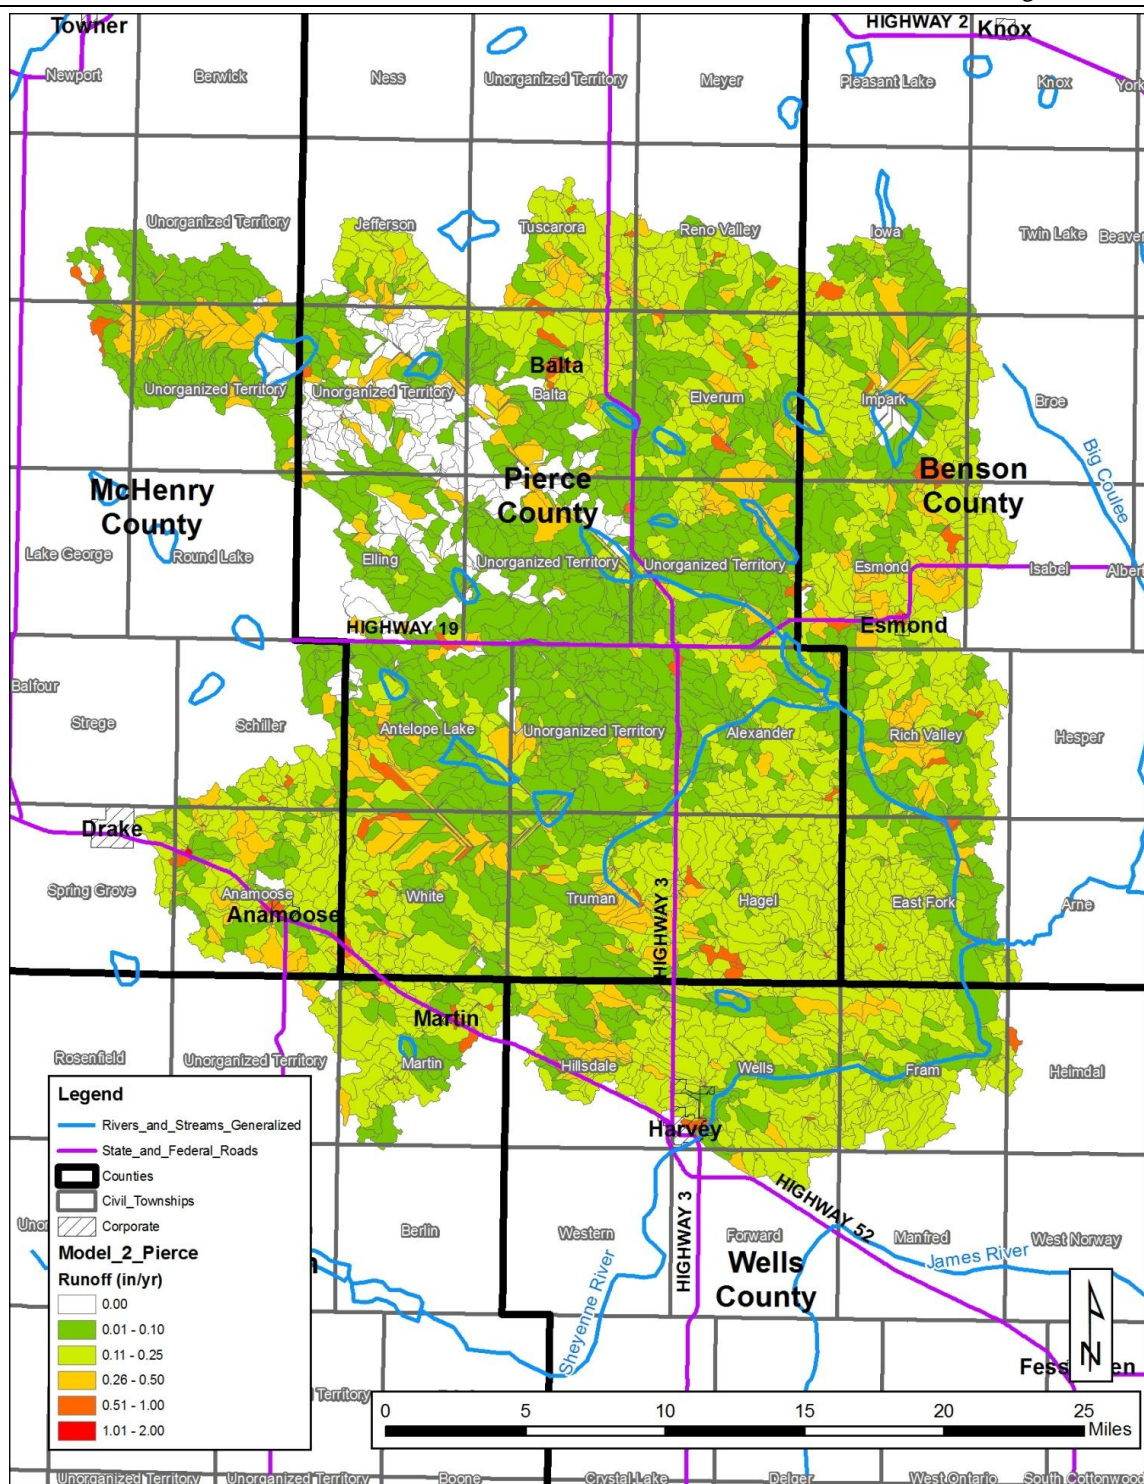 Towner
HIGHWAY 2
Knox
Newport
Berwick
Ness
Unorganized Territory
Meyer
Pleasant Lake
Knox
York
Unorganized Territory
Jefferson
Tuscarora
Reno Valley
Iowa
Twin Lake
Beaver
Balta
Unorganized Territory
Unorganized Territory
Balta
Elverum
Impark
Broe
Big Coulee
McHenry
County
Pierce
County
Benson
County
Lake George
Round Lake
Elling
Unorganized Territory
Unorganized Territory
Esmond
Isabel
Albert
HIGHWAY 19
Esmond
Balfour
Strege
Schiller
Antelope Lake
Unorganized Territory
Alexander
Rich Valley
Hesper
Drake
Spring Grove
Anamoose
Anamoose
White
Truman
HIGHWAY 3
Hagel
East Fork
Arne
Martin
Rosenfield
Unorganized Territory
Martin
Hillsdale
Wells
Fram
Heimdal
Harvey
Legend
Rivers_and_Streams_Generalized
State_and_Federal_Roads
Counties
Civil_Townships
Corporate
Model_2_Pierce
Runoff (in/yr)
0.00
0.01 - 0.10
0.11 - 0.25
0.26 - 0.50
0.51 - 1.00
1.01 - 2.00
Berlin
Western
Sheyenne River
HIGHWAY 3
Forward
HIGHWAY 52
Manfred
West Norway
James River
Wells
County
N
Territory
0 5 10 15 20 25
Miles
Unorganized Territory
Unorganized Territory
Boone
Crystal Lake
Delger
West Ontario
South Cottonwood